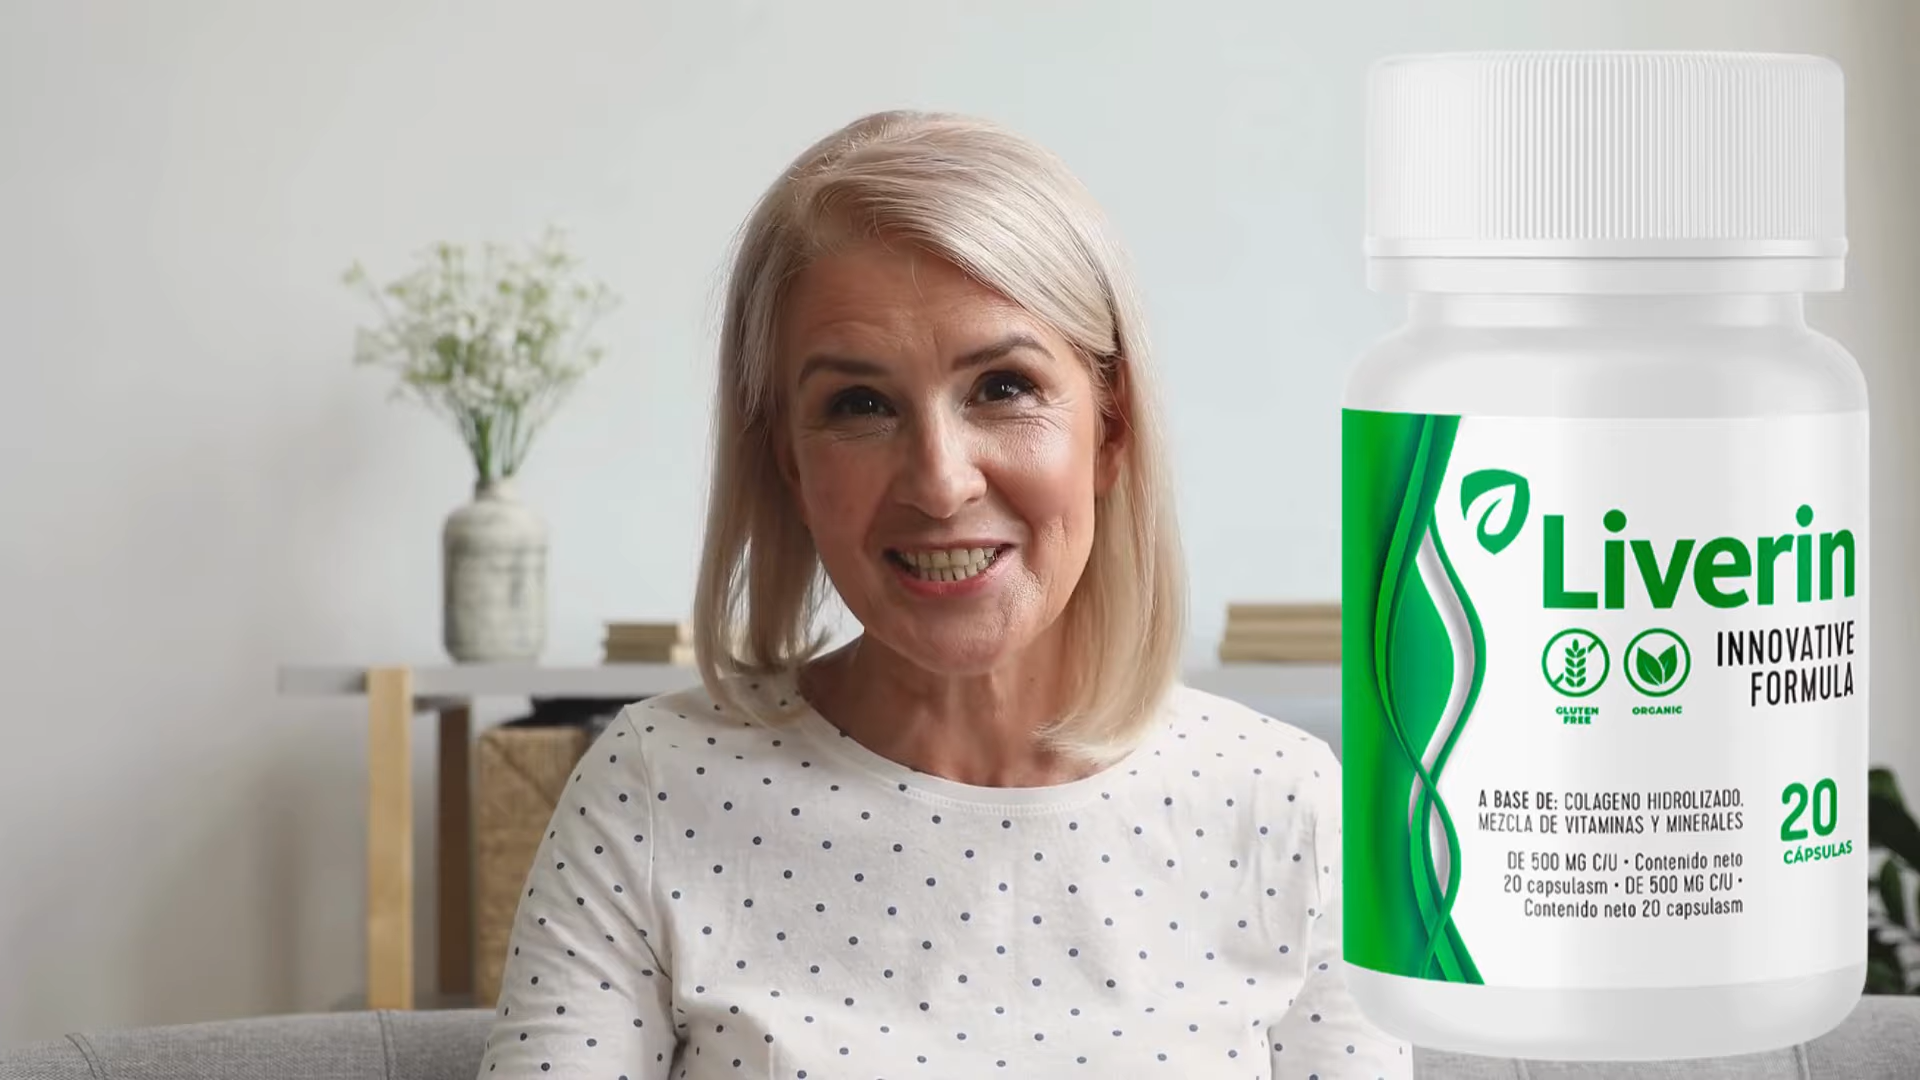 Liverin
GLUTEN
FREE
ORGANIC
INNOVATIVE
FORMULA
A BASE DE: COLAGENO HIDROLIZADO.
MEZCLA DE VITAMINAS Y MINERALES
DE 500 MG C/U • Contenido neto
20 capsulasm • DE 500 MG C/U •
Contenido neto 20 capsulasm
20
CÁPSULAS